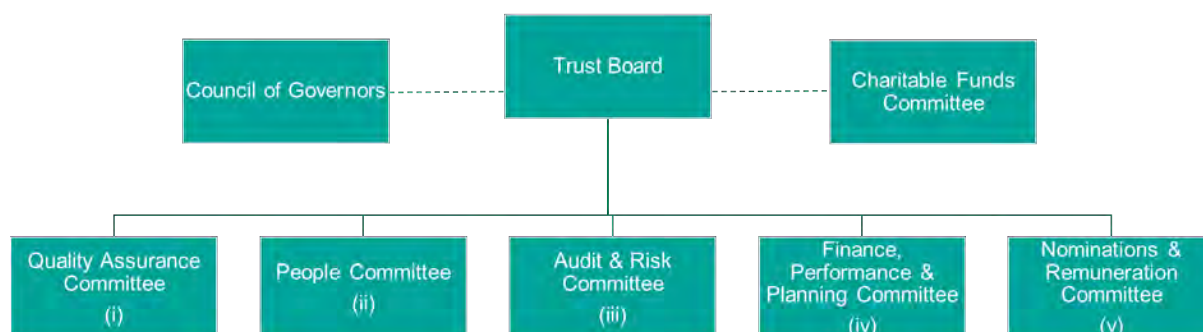 Council of Governors
Trust Board
Charitable Funds
Committee
Quality Assurance
Committee
(i)
People Committee
(ii)
Audit & Risk
Committee
(iii)
Finance,
Performance &
Planning Committee
(iv)
Nominations &
Remuneration
Committee
(v)